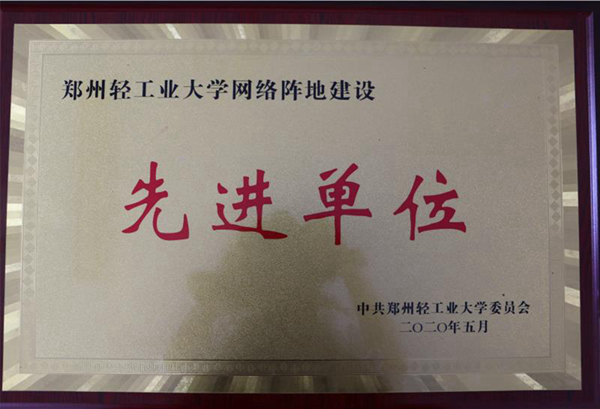 郑州轻工业大学网络阵地建设
先进单位
中共郑州轻工业大学委员会
二〇二〇年五月